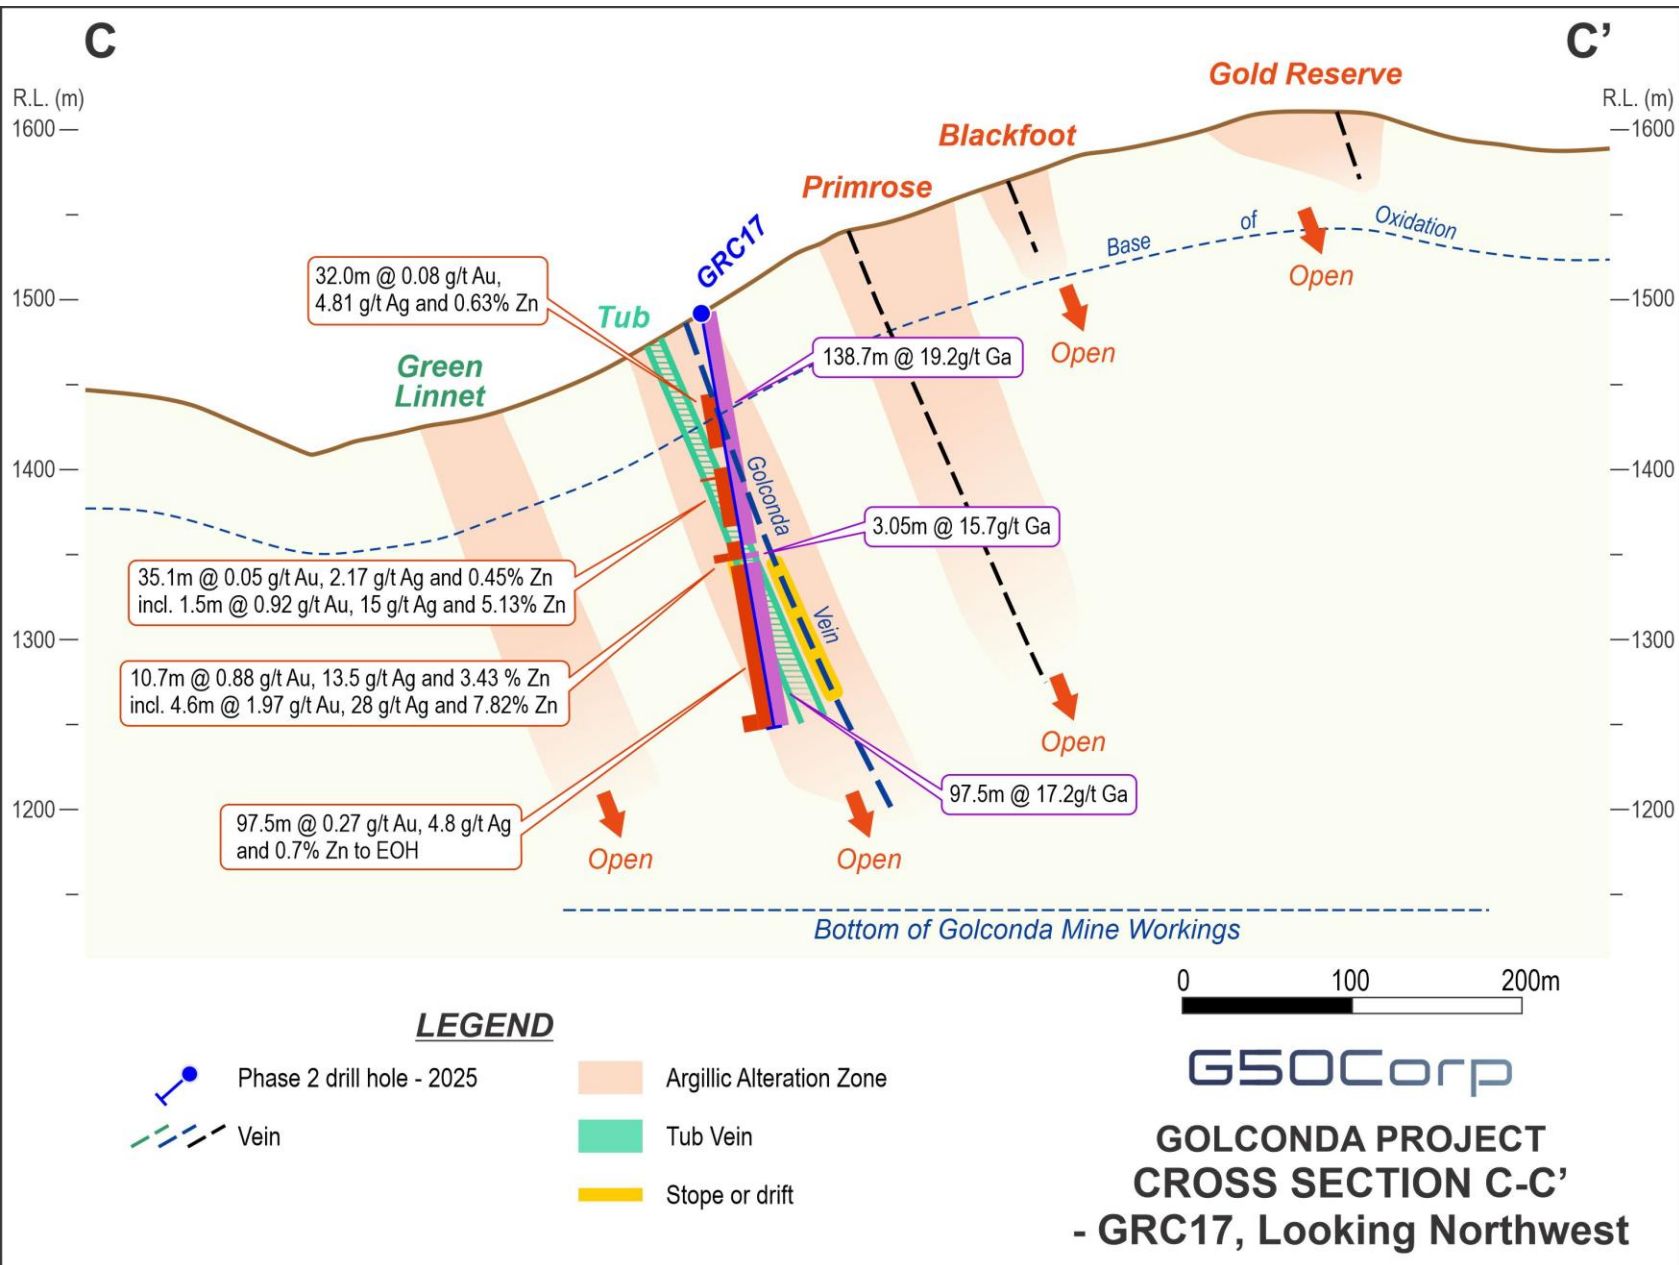 C
C’
R.L. (m)
R.L. (m)
Gold Reserve
1600
1600
Blackfoot
Primrose
GRC17
Base of Oxidation
32.0m @ 0.08 g/t Au,
4.81 g/t Ag and 0.63% Zn
Open
1500
1500
Tub
138.7m @ 19.2g/t Ga
Open
Green
Linnet
1400
1400
Golconda
Vein
3.05m @ 15.7g/t Ga
35.1m @ 0.05 g/t Au, 2.17 g/t Ag and 0.45% Zn
incl. 1.5m @ 0.92 g/t Au, 15 g/t Ag and 5.13% Zn
1300
1300
10.7m @ 0.88 g/t Au, 13.5 g/t Ag and 3.43 % Zn
incl. 4.6m @ 1.97 g/t Au, 28 g/t Ag and 7.82% Zn
Open
97.5m @ 17.2g/t Ga
1200
1200
97.5m @ 0.27 g/t Au, 4.8 g/t Ag
and 0.7% Zn to EOH
Open
Open
Bottom of Golconda Mine Workings
0 100 200m
LEGEND
Phase 2 drill hole - 2025
Vein
Argillic Alteration Zone
Tub Vein
Stope or drift
G50Corp
GOLCONDA PROJECT
CROSS SECTION C-C’
- GRC17, Looking Northwest